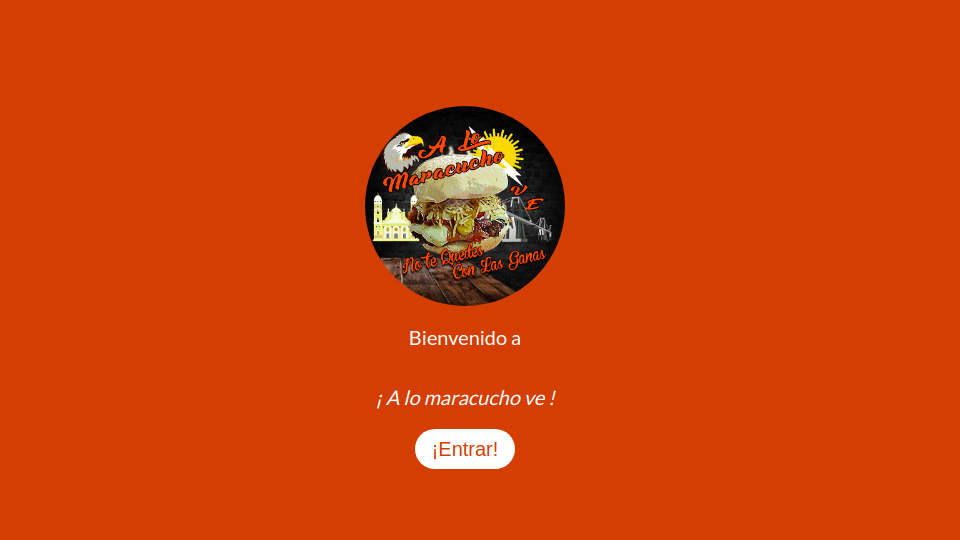 A Lo
Maracucho
VE
No te Quedes
Con Las Ganas
Bienvenido a
¡ A lo maracucho ve !
¡Entrar!